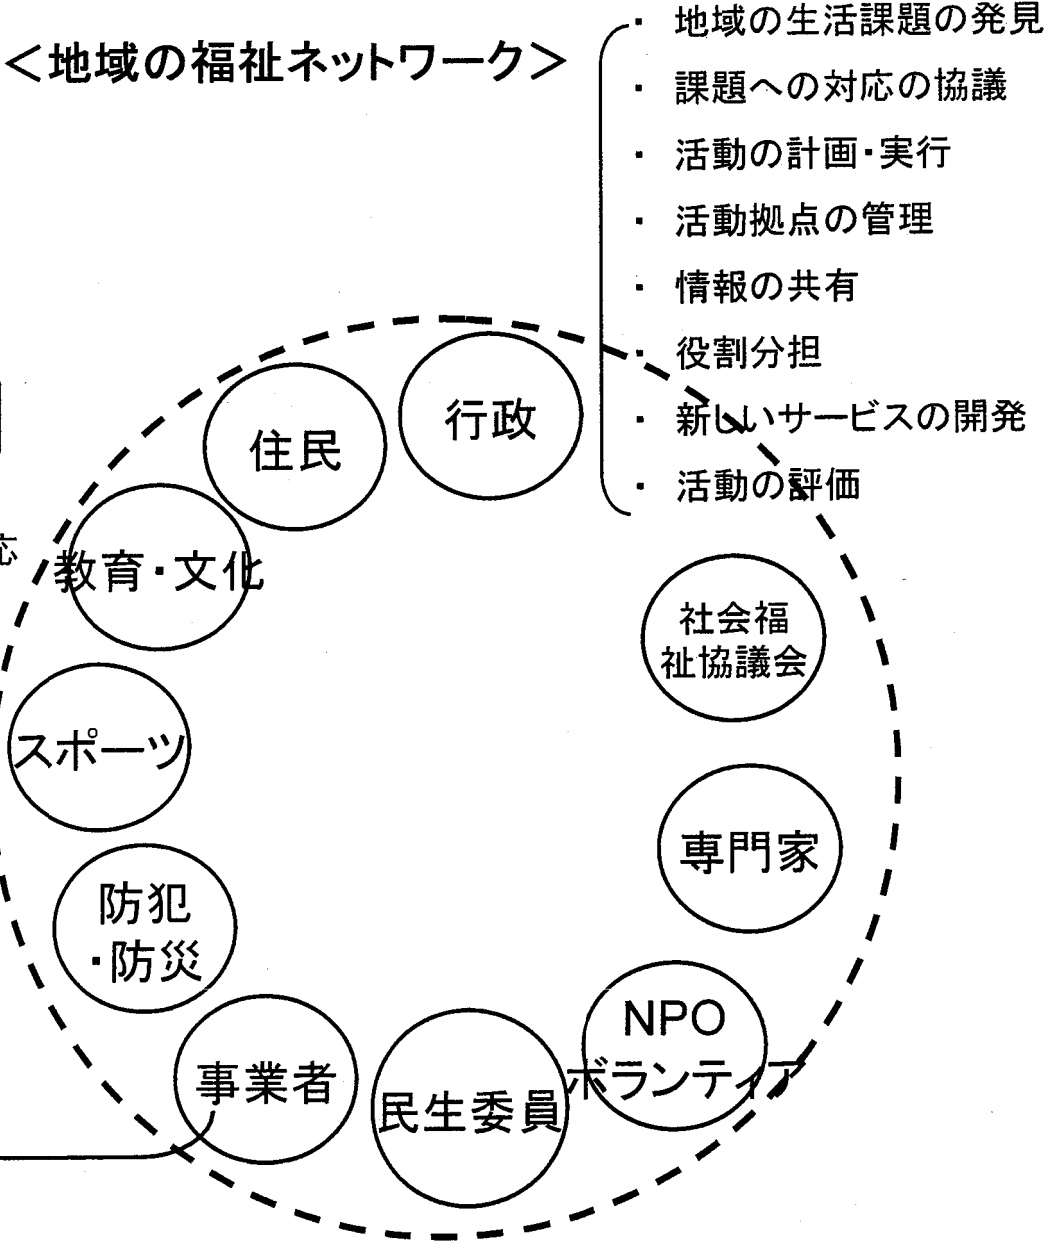 ＜地域の福祉ネットワーク＞
・ 地域の生活課題の発見
・ 課題への対応の協議
・ 活動の計画・実行
・ 活動拠点の管理
・ 情報の共有
・ 役割分担
・ 新しいサービスの開発
・ 活動の評価
行政
住民
応
教育・文化
社会福
祉協議会
スポーツ
専門家
防犯
・防災
NPO
ボランティア
事業者
民生委員